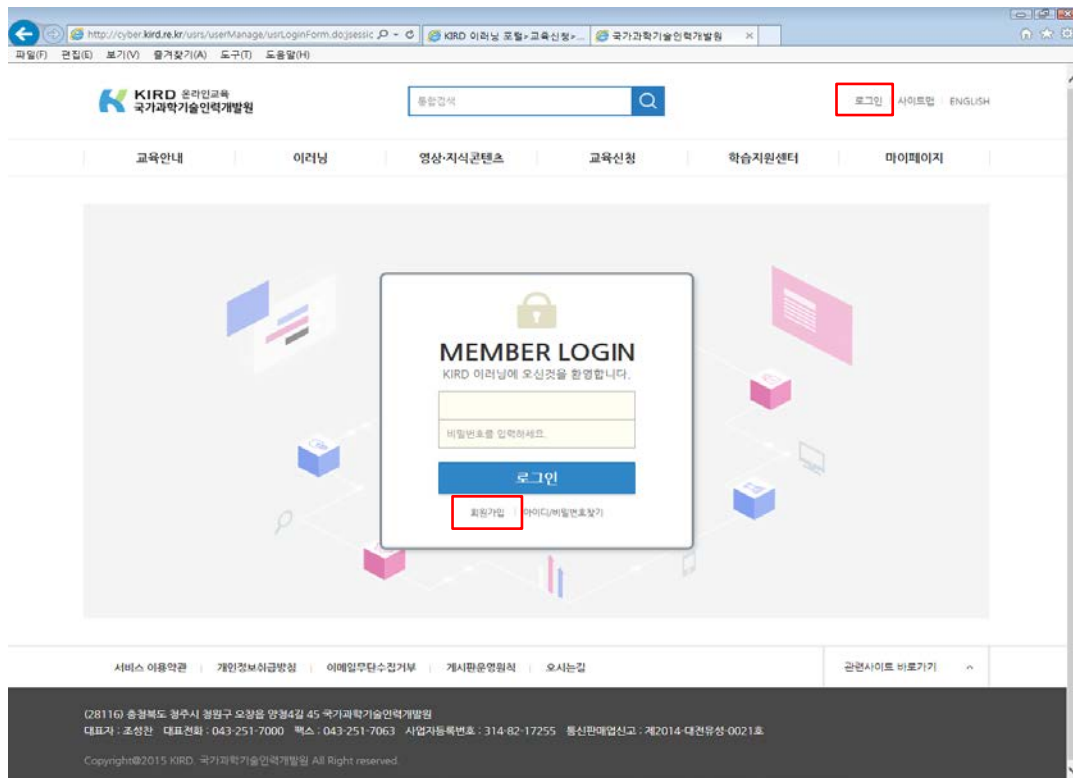 http://cyber.kird.re.kr/usrs/userManage/usrLoginForm.do;jsessic
KIRD 이러닝 포털>교육신청>...
국가과학기술인력개발원
파일(F) 편집(E) 보기(V) 즐겨찾기(A) 도구(T) 도움말(H)
KIRD 온라인교육
국가과학기술인력개발원
통합검색
로그인 사이트맵 ENGLISH
교육안내 이러닝 영상·지식콘텐츠 교육신청 학습지원센터 마이페이지
MEMBER LOGIN
KIRD 이러닝에 오신것을 환영합니다.
비밀번호를 입력하세요.
로그인
회원가입 아이디/비밀번호찾기
서비스 이용약관 개인정보취급방침 이메일무단수집거부 게시판운영원칙 오시는길
관련사이트 바로가기
(28116) 충청북도 청주시 청원구 오창읍 양청4길 45 국가과학기술인력개발원
대표자 : 조성찬 대표전화 : 043-251-7000 팩스 : 043-251-7063 사업자등록번호 : 314-82-17255 통신판매업신고 : 제2014-대전유성-0021호
Copyright@2015 KIRD. 국가과학기술인력개발원 All Right reserved.